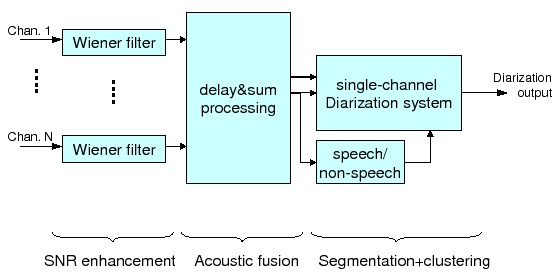 Chan. 1
Wiener filter
delay&sum
processing
single-channel
Diarization system
Diarization
output
Chan. N
Wiener filter
speech/
non-speech
SNR enhancement
Acoustic fusion
Segmentation+clustering